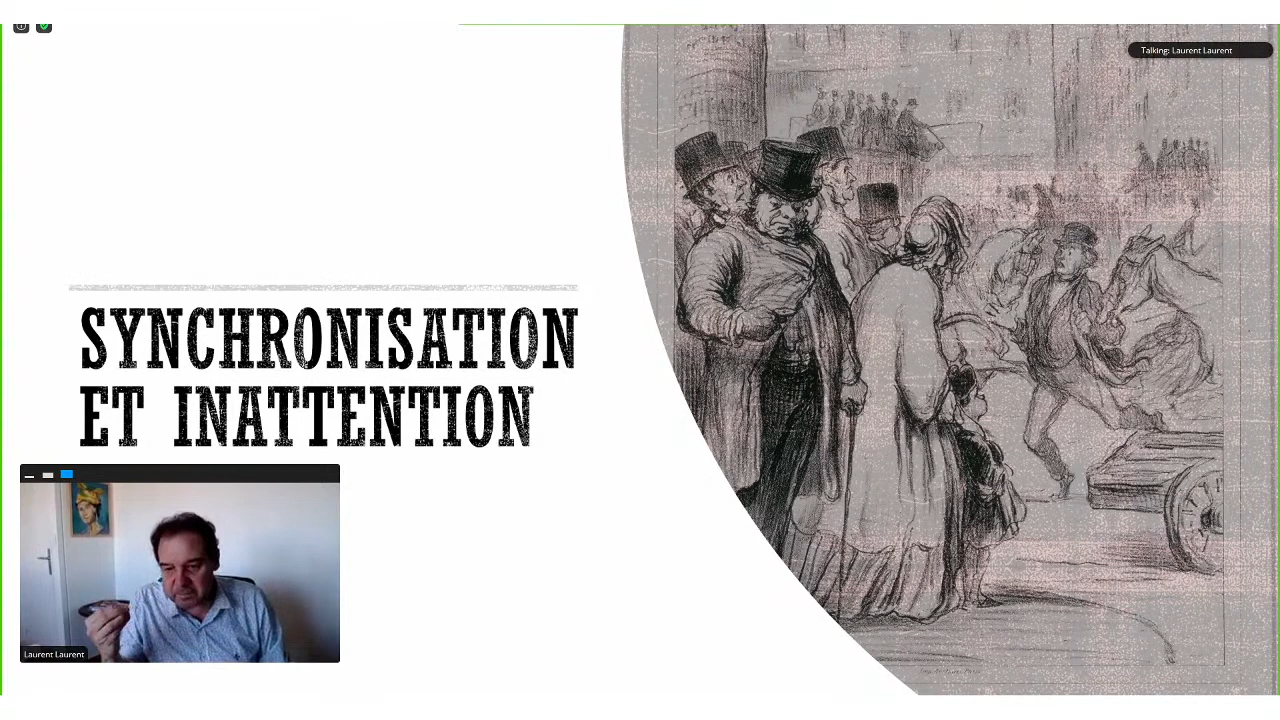 Talking: Laurent Laurent
SYNCHRONISATION
ET INATTENTION
Laurent Laurent